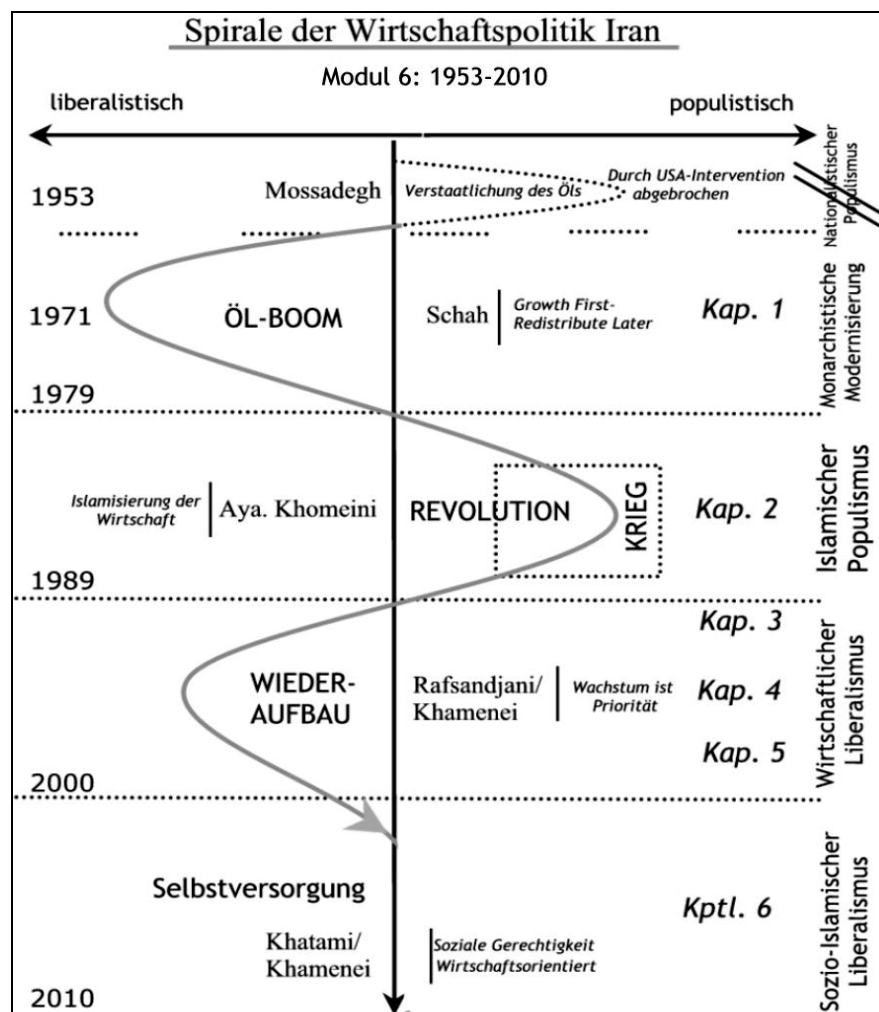 Spirale der Wirtschaftspolitik Iran
Modul 6: 1953-2010
liberalistisch
populistisch
1953
Mossadegh
Verstaatlichung des Öls
Durch USA-Intervention
abgebrochen
Nationalistischer
Populismus
1971
ÖL-BOOM
Schah
Growth First-
Redistribute Later
Kap. 1
Monarchistische
Modernisierung
1979
Islamisierung der
Wirtschaft
Aya. Khomeini
REVOLUTION
KRIEG
Kap. 2
Islamischer
Populismus
1989
Kap. 3
WIEDER-
AUFBAU
Rafsandjani/
Khamenei
Wachstum ist
Priorität
Kap. 4
Kap. 5
Wirtschaftlicher
Liberalismus
2000
Selbstversorgung
Kptl. 6
Khatami/
Khamenei
Soziale Gerechtigkeit
Wirtschaftsorientiert
Sozio-Islamischer
Liberalismus
2010